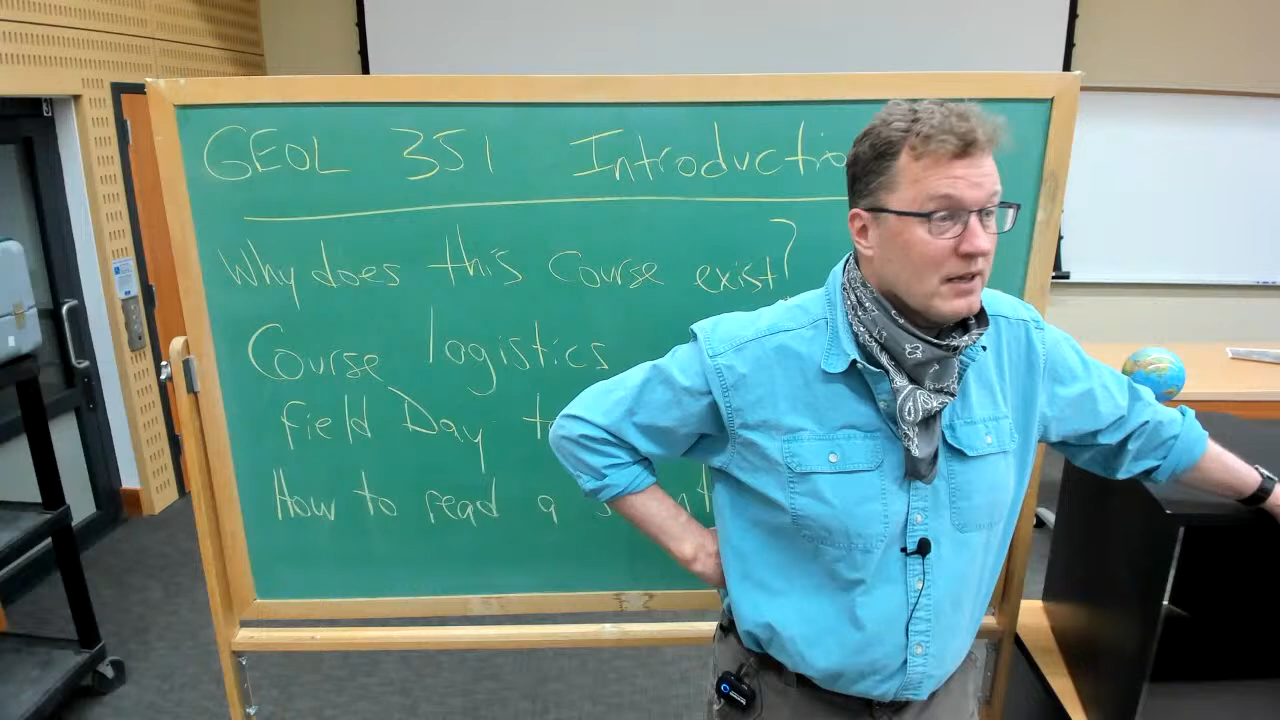 GEOL 351 Introductio
Why does this Course exist?
Course logistics
field Day t
How to read a